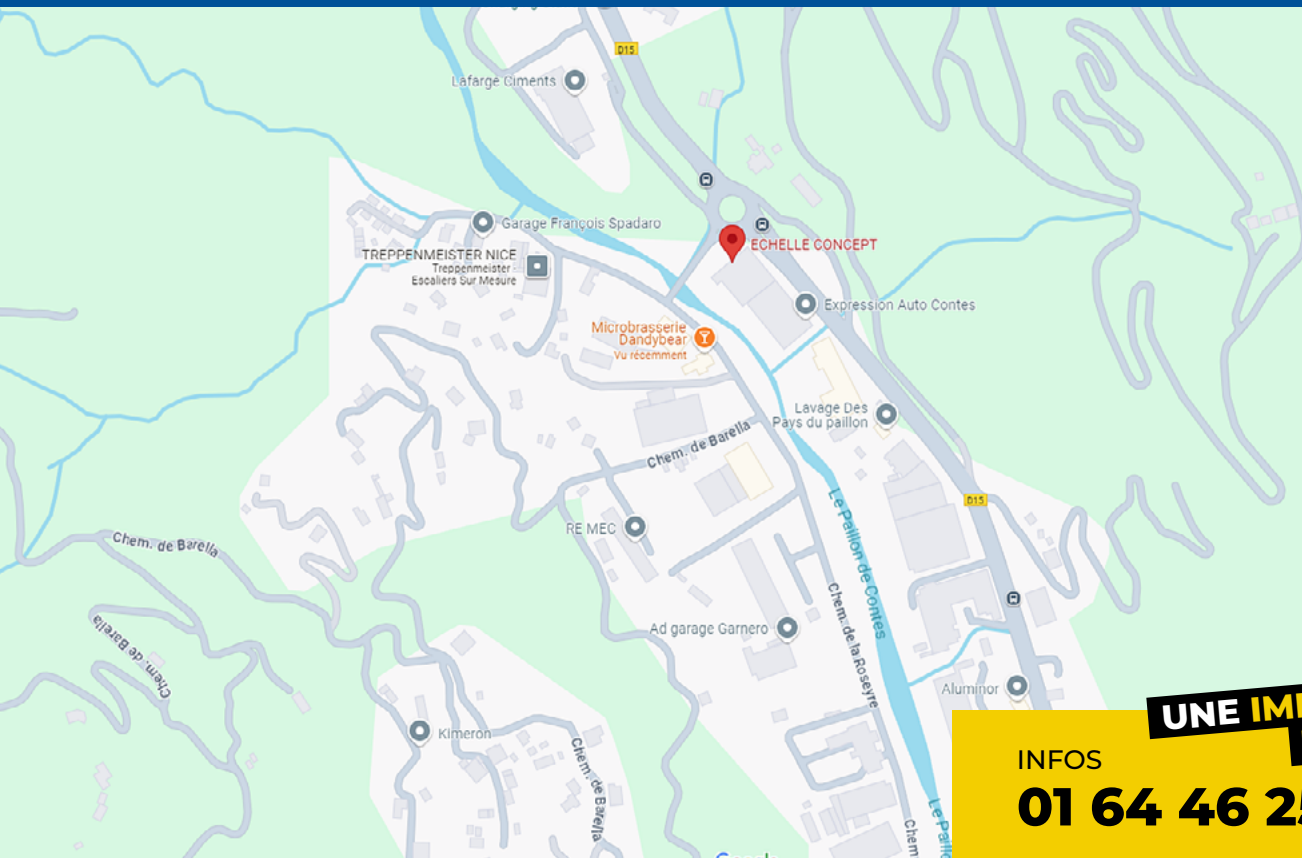 D15
Lafarge Ciments
Garage François Spadaro
ECHELLE CONCEPT
TREPPENMEISTER NICE
Treppenmeister
Escaliers Sur Mesure
Expression Auto Contes
Microbrasserie
Dandybear
Vu récemment
Lavage Des
Pays du paillon
Chem. de Barella
D15
Le Paillon de Contes
RE MEC
Chem. de Barella
Chem. de la Roseyre
Chem. de Barella
Ad garage Garnero
Aluminor
Kimeron
Chem. de Barella
UNE
INFOS
01 64 46
Chem